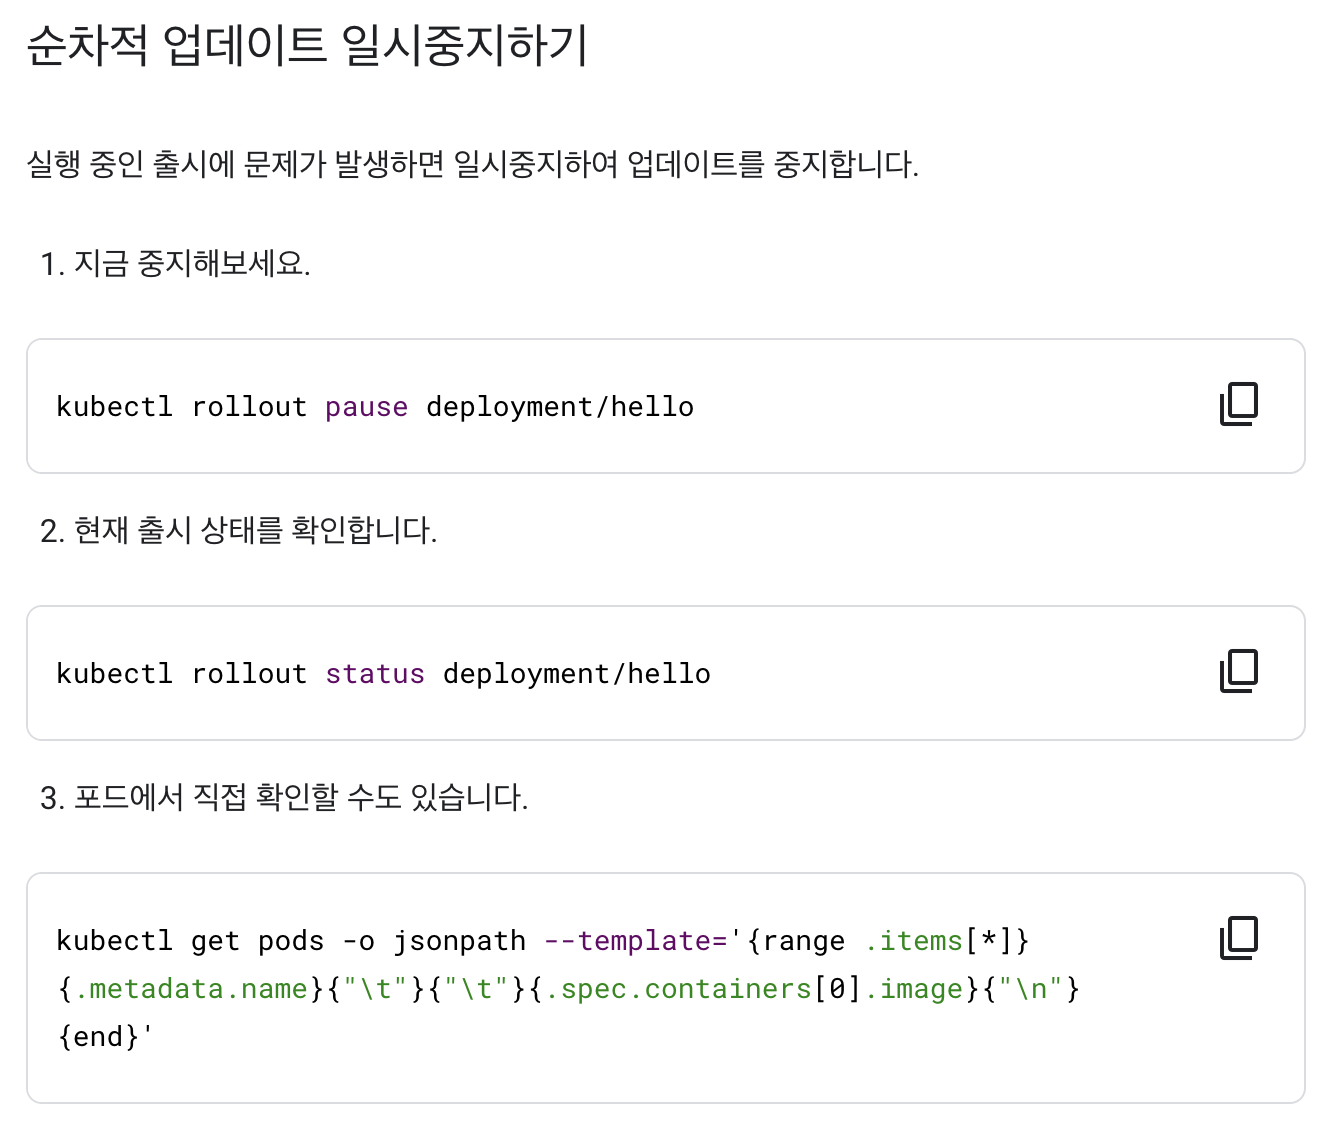 순차적 업데이트 일시중지하기
실행 중인 출시에 문제가 발생하면 일시중지하여 업데이트를 중지합니다.
1. 지금 중지해보세요.
kubectl rollout pause deployment/hello
2. 현재 출시 상태를 확인합니다.
kubectl rollout status deployment/hello
3. 포드에서 직접 확인할 수도 있습니다.
kubectl get pods -o jsonpath --template='{range .items[*]}
{.metadata.name}{"\t"}{"\t"}{.spec.containers[0].image}{"\n"}
{end}'